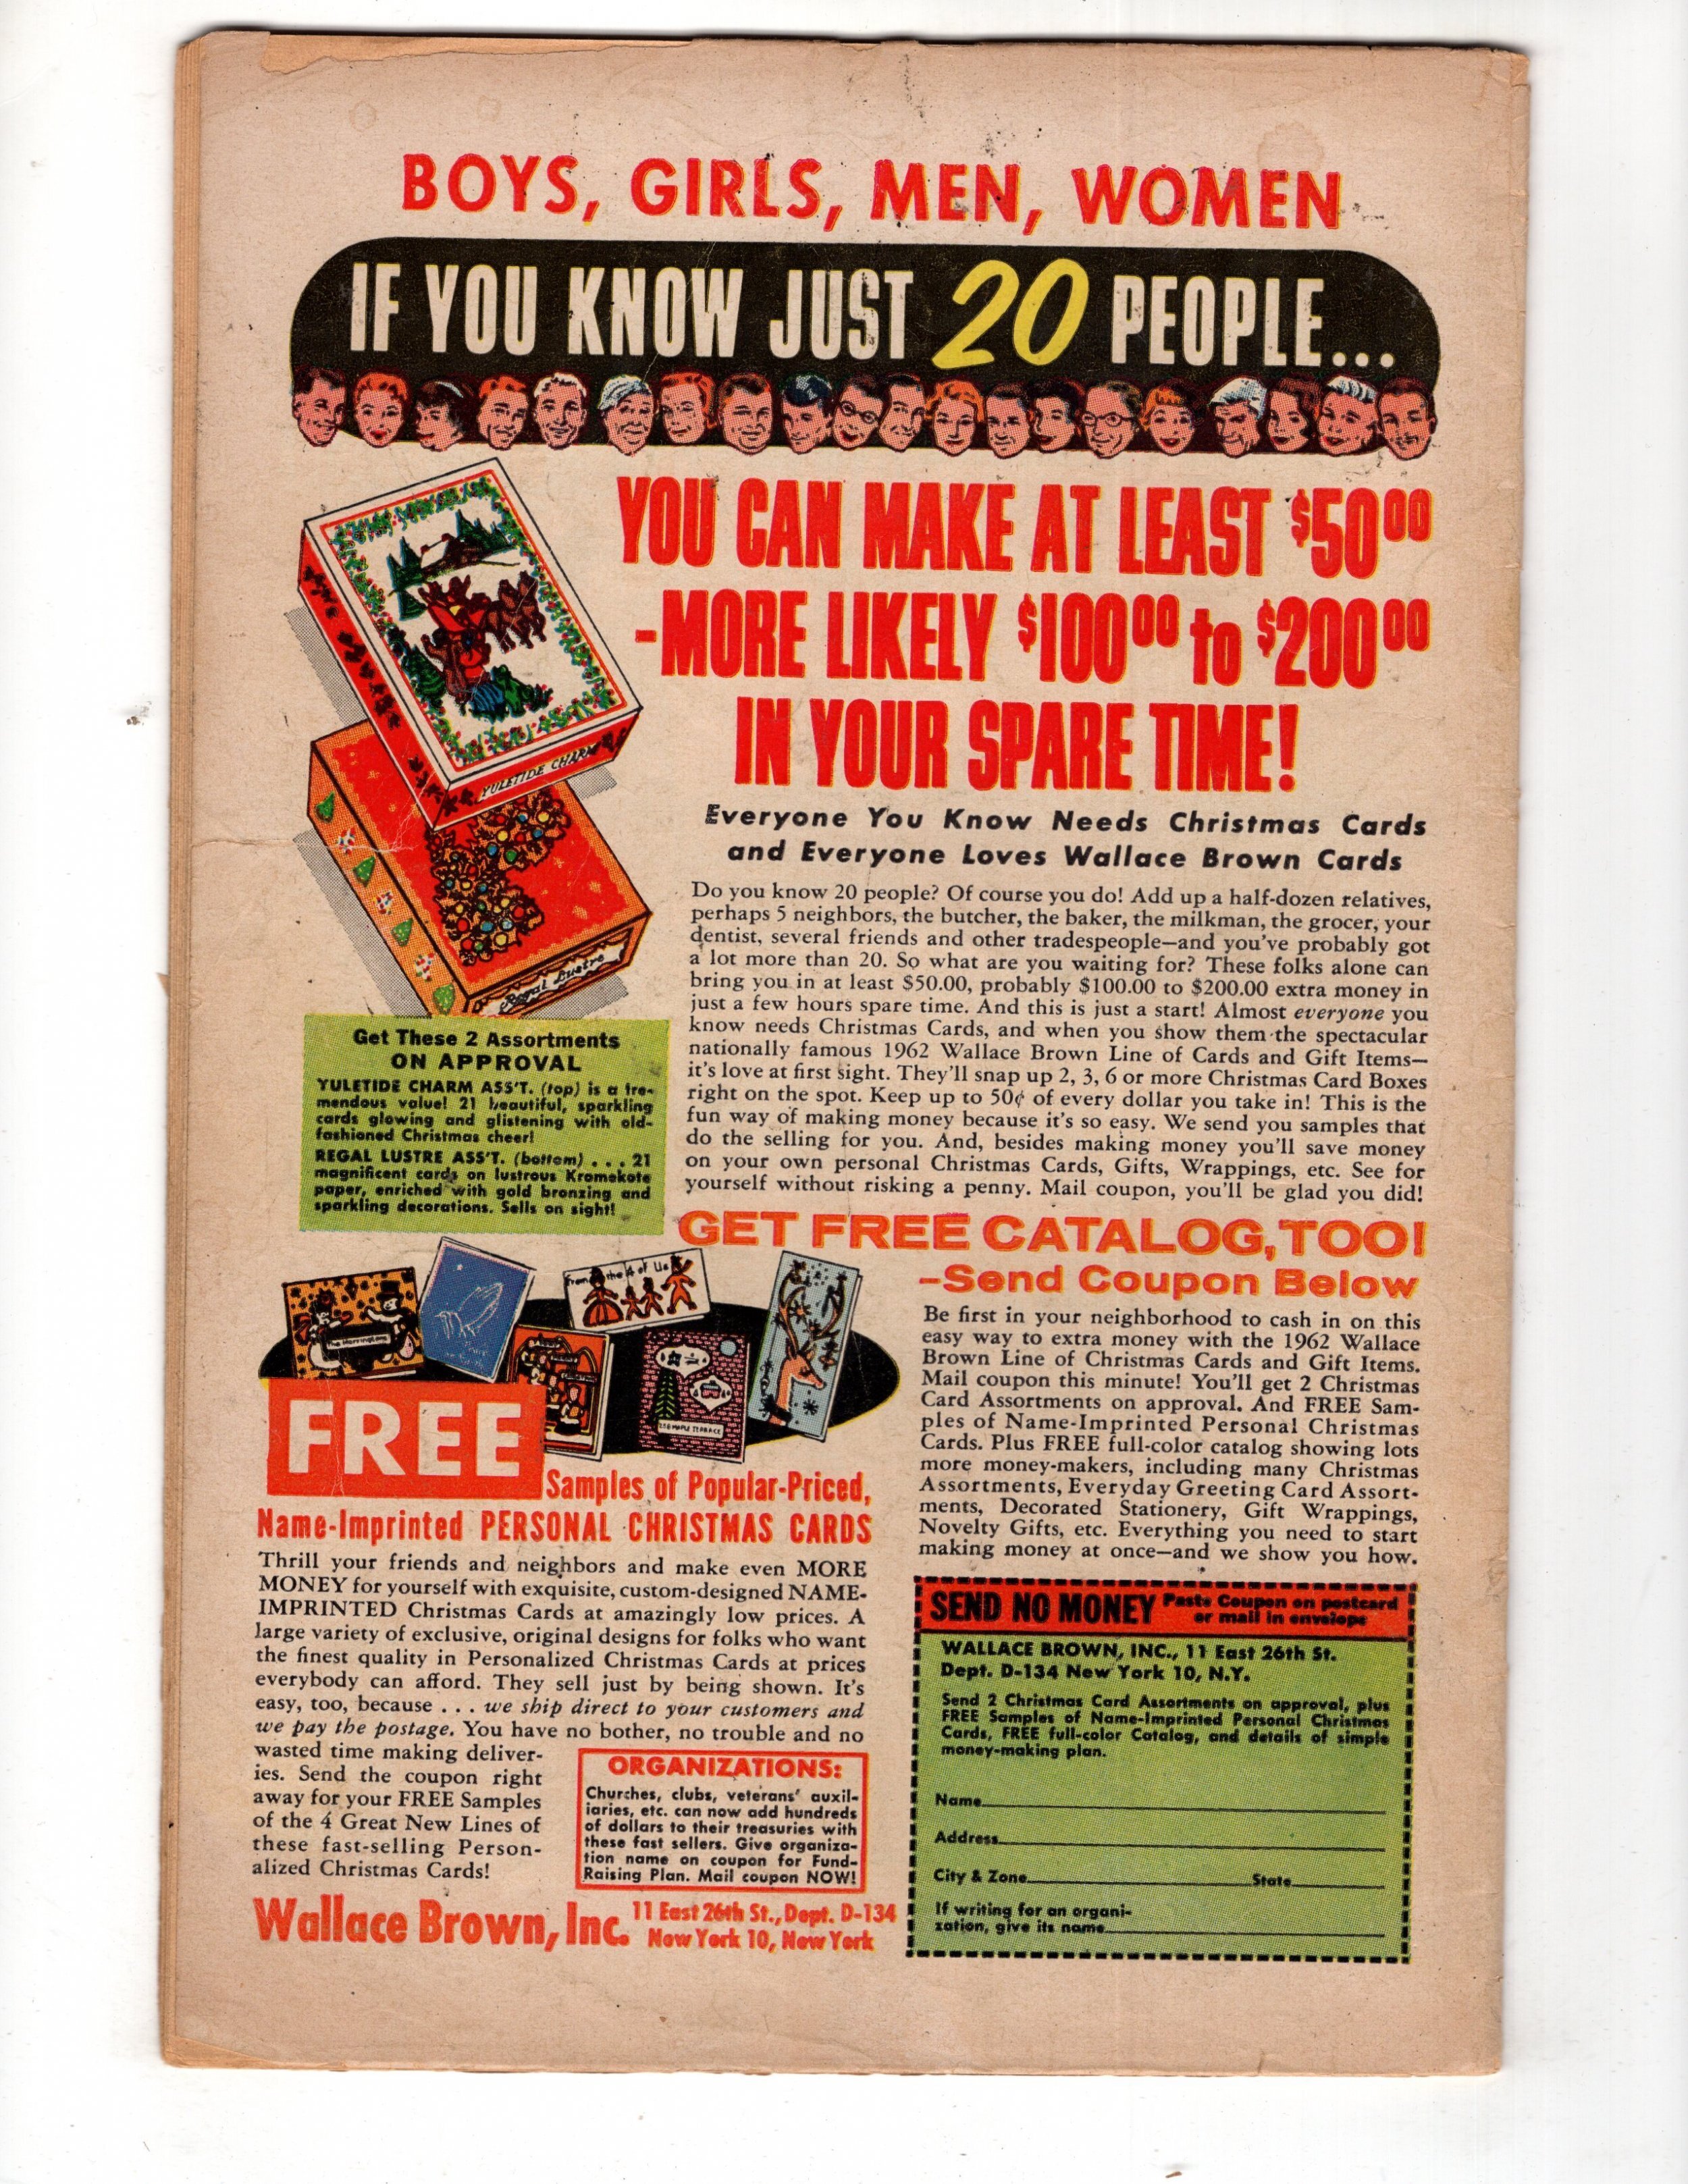 BOYS, GIRLS, MEN, WOMEN
IF YOU KNOW JUST 20 PEOPLE...
YOU CAN MAKE AT LEAST $50.00
-MORE LIKELY $100.00 to $200.00
IN YOUR SPARE TIME!
YULETIDE CHARM
Regal Lustre
Everyone You Know Needs Christmas Cards
and Everyone Loves Wallace Brown Cards
Do you know 20 people? Of course you do! Add up a half-dozen relatives,
perhaps 5 neighbors, the butcher, the baker, the milkman, the grocer, your
dentist, several friends and other tradespeople—and you've probably got
a lot more than 20. So what are you waiting for? These folks alone can
bring you in at least $50.00, probably $100.00 to $200.00 extra money in
just a few hours spare time. And this is just a start! Almost everyone you
know needs Christmas Cards, and when you show them the spectacular
nationally famous 1962 Wallace Brown Line of Cards and Gift Items—
it's love at first sight. They'll snap up 2, 3, 6 or more Christmas Card Boxes
right on the spot. Keep up to 50¢ of every dollar you take in! This is the
fun way of making money because it's so easy. We send you samples that
do the selling for you. And, besides making money you'll save money
on your own personal Christmas Cards, Gifts, Wrappings, etc. See for
yourself without risking a penny. Mail coupon, you'll be glad you did!
Get These 2 Assortments
ON APPROVAL
YULETIDE CHARM ASS'T. (top) is a tre-
mendous value! 21 beautiful, sparkling
cards glowing and glistening with old-
fashioned Christmas cheer!
REGAL LUSTRE ASS'T. (bottom) . . . 21
magnificent cards on lustrous Kromekote
paper, enriched with gold bronzing and
sparkling decorations. Sells on sight!
GET FREE CATALOG, TOO!
—Send Coupon Below
Be first in your neighborhood to cash in on this
easy way to extra money with the 1962 Wallace
Brown Line of Christmas Cards and Gift Items.
Mail coupon this minute! You'll get 2 Christmas
Card Assortments on approval. And FREE Sam-
ples of Name-Imprinted Personal Christmas
Cards. Plus FREE full-color catalog showing lots
more money-makers, including many Christmas
Assortments, Everyday Greeting Card Assort-
ments, Decorated Stationery, Gift Wrappings,
Novelty Gifts, etc. Everything you need to start
making money at once—and we show you how.
The Harringtons
Peace on Earth
From the 4 of Us
MAPLE TERRACE
FREE
Samples of Popular-Priced,
Name-Imprinted PERSONAL CHRISTMAS CARDS
Thrill your friends and neighbors and make even MORE
MONEY for yourself with exquisite, custom-designed NAME-
IMPRINTED Christmas Cards at amazingly low prices. A
large variety of exclusive, original designs for folks who want
the finest quality in Personalized Christmas Cards at prices
everybody can afford. They sell just by being shown. It's
easy, too, because . . . we ship direct to your customers and
we pay the postage. You have no bother, no trouble and no
wasted time making deliver-
ies. Send the coupon right
away for your FREE Samples
of the 4 Great New Lines of
these fast-selling Person-
alized Christmas Cards!
ORGANIZATIONS:
Churches, clubs, veterans' auxil-
iaries, etc. can now add hundreds
of dollars to their treasuries with
these fast sellers. Give organiza-
tion name on coupon for Fund-
Raising Plan. Mail coupon NOW!
Wallace Brown, Inc.
11 East 26th St., Dept. D-134
New York 10, New York
SEND NO MONEY
Paste Coupon on postcard
or mail in envelope
WALLACE BROWN, INC., 11 East 26th St.
Dept. D-134 New York 10, N.Y.
Send 2 Christmas Card Assortments on approval, plus
FREE Samples of Name-Imprinted Personal Christmas
Cards, FREE full-color Catalog, and details of simple
money-making plan.
Name
Address
City & Zone State
If writing for an organi-
zation, give its name